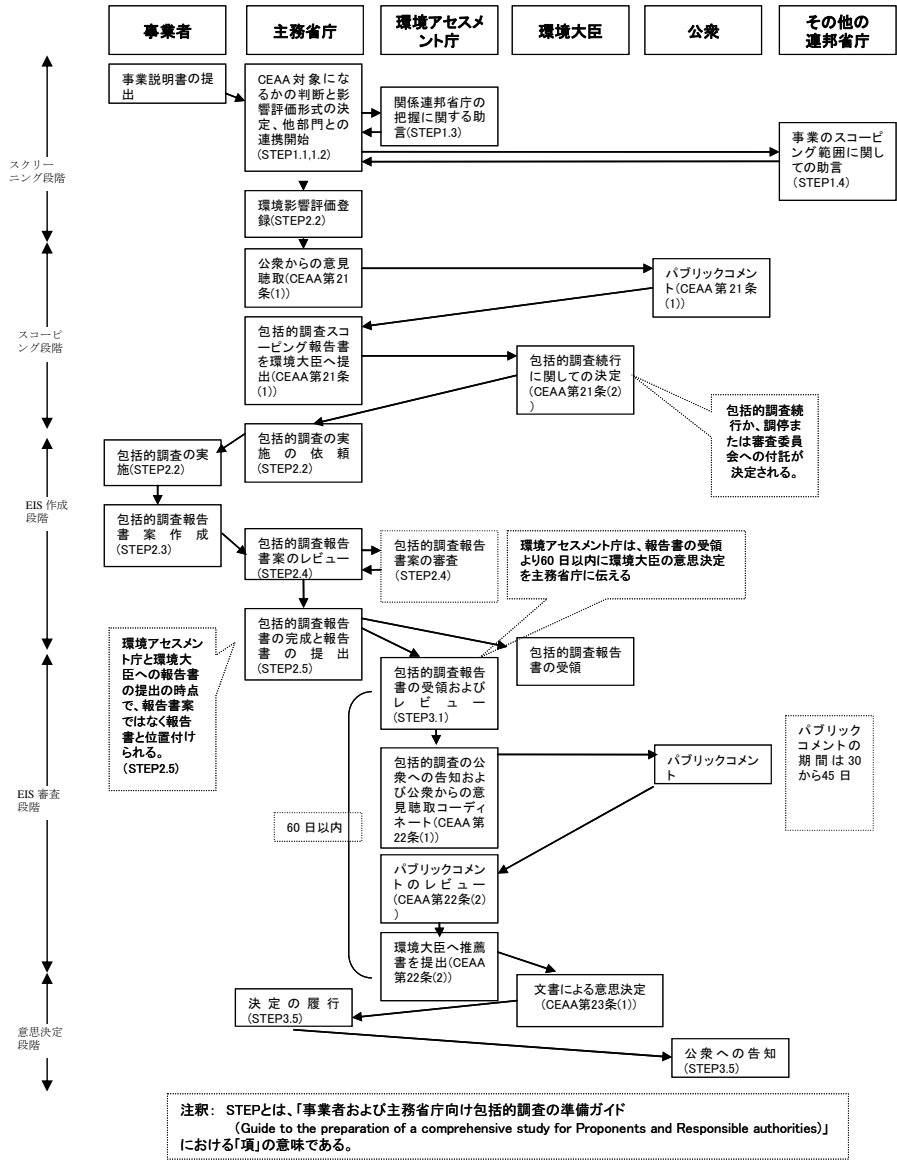 事業者
主務省庁
環境アセスメ
ント庁
環境大臣
公衆
その他の
連邦省庁
スクリー
ニング段階
事業説明書の提
出
CEAA 対象にな
るかの判断と影
響評価形式の決
定、他部門との
連携開始
(STEP1.1,1.2)
関係連邦省庁の
把握に関する助
言(STEP1.3)
事業のスコーピ
ング範囲に関し
ての助言
(STEP1.4)
環境影響評価登
録(STEP2.2)
スコーピ
ング段階
公衆からの意見
聴取(CEAA第21
条(1))
パブリックコメン
ト(CEAA 第 21 条
(1))
包括的調査スコ
ーピング報告書
を環境大臣へ提
出(CEAA第21条
(1))
包括的調査続行
に関しての決定
(CEAA第21条(2)
)
包括的調査続
行か、調停ま
たは審査委員
会への付託が
決定される。
EIS 作成
段階
包括的調査の実
施の依頼
(STEP2.2)
包括的調査の実
施(STEP2.2)
包括的調査報告
書案作成
(STEP2.3)
包括的調査報告
書案のレビュー
(STEP2.4)
包括的調査報告
書案の審査
(STEP2.4)
環境アセスメント庁は、報告書の受領
より60 日以内に環境大臣の意思決定
を主務省庁に伝える
包括的調査報告
書の完成と報告
書の提出
(STEP2.5)
包括的調査報告
書の受領
環境アセスメン
ト庁と環境大
臣への報告書
の提出の時点
で、報告書案
ではなく報告
書と位置付け
られる。
(STEP2.5)
EIS 審査
段階
包括的調査報告
書の受領および
レビュー
(STEP3.1)
包括的調査の公
衆への告知およ
び公衆からの意
見聴取コーディ
ネート(CEAA 第
22条(1))
パブリックコメン
ト
パブリック
コメントの
期間は 30
から45 日
60 日以内
パブリックコメント
のレビュー
(CEAA第22条(2)
)
環境大臣へ推薦
書を提出(CEAA
第22条(2))
意思決定
段階
文書による意思決定
(CEAA第23条(1))
決定の履行
(STEP3.5)
公衆への告知
(STEP3.5)
注釈： STEPとは、「事業者および主務省庁向け包括的調査の準備ガイド
(Guide to the preparation of a comprehensive study for Proponents and Responsible authorities)」
における「項」の意味である。